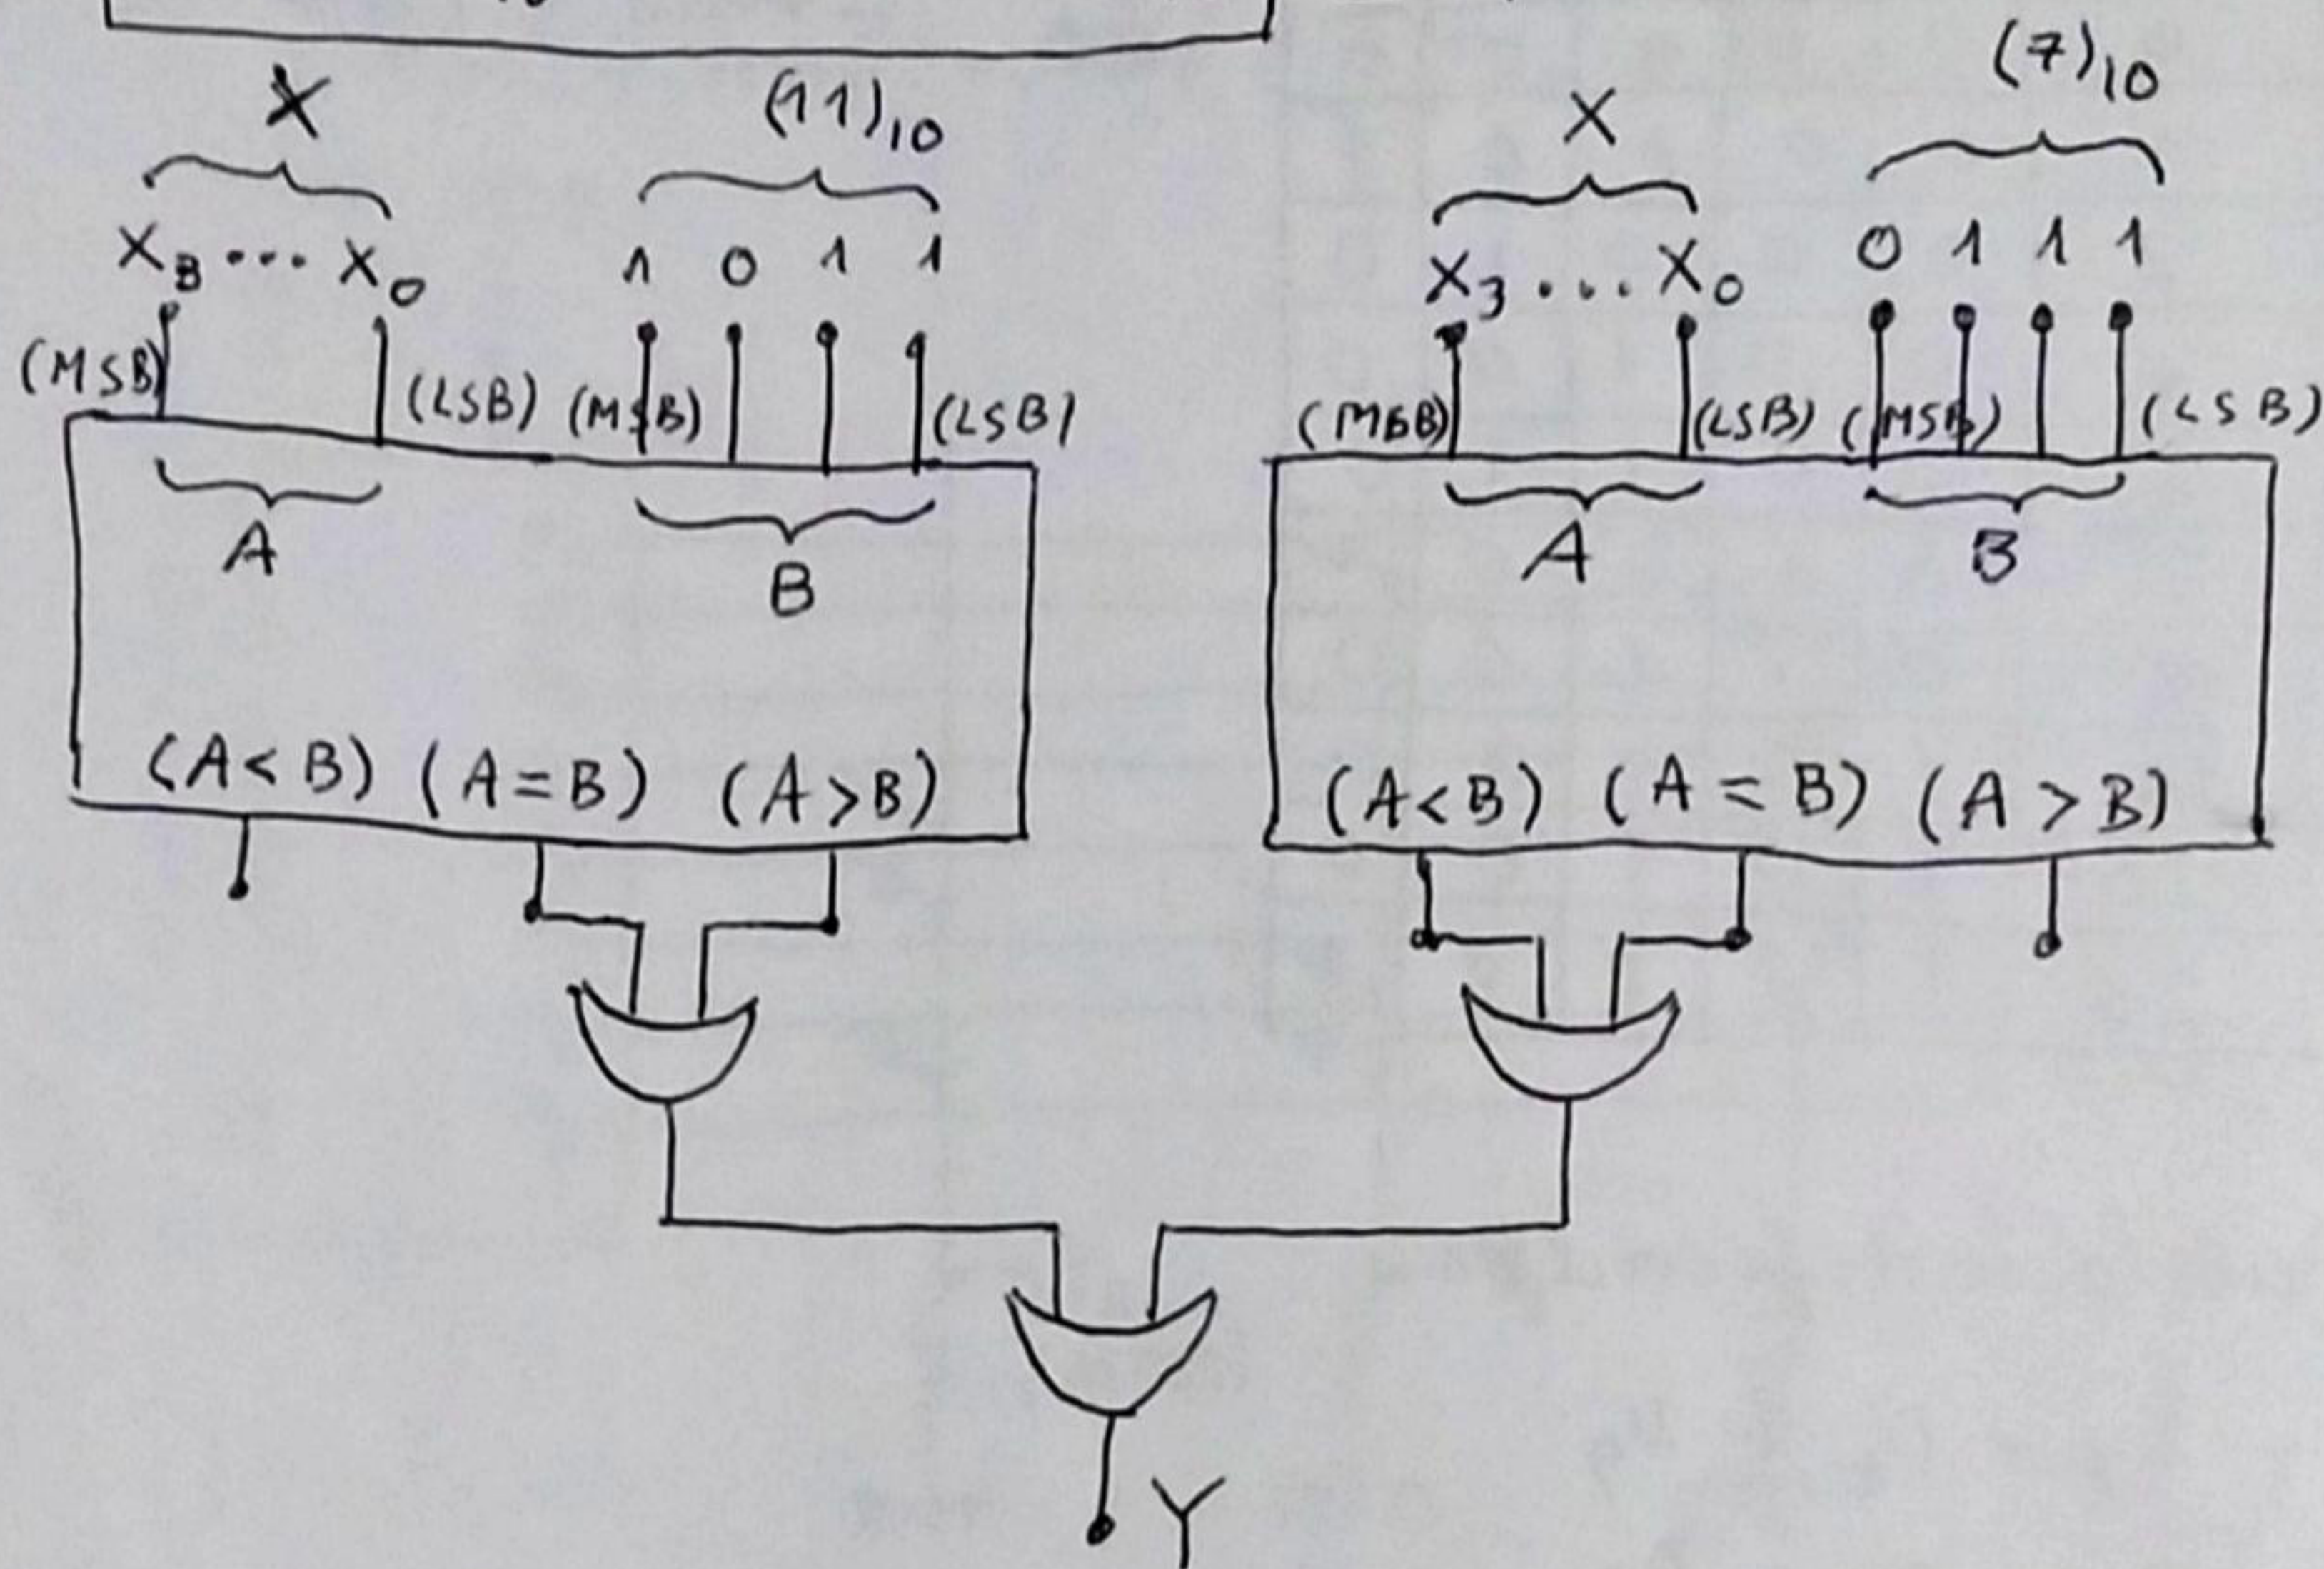 X (11)₁₀ X (7)₁₀
X₃ ... X₀ 1 0 1 1 X₃ ... X₀ 0 1 1 1
(MSB) (LSB) (MSB) (LSB) (MSB) (LSB) (MSB) (LSB)
A B A B
(A < B) (A = B) (A > B) (A < B) (A = B) (A > B)
Y